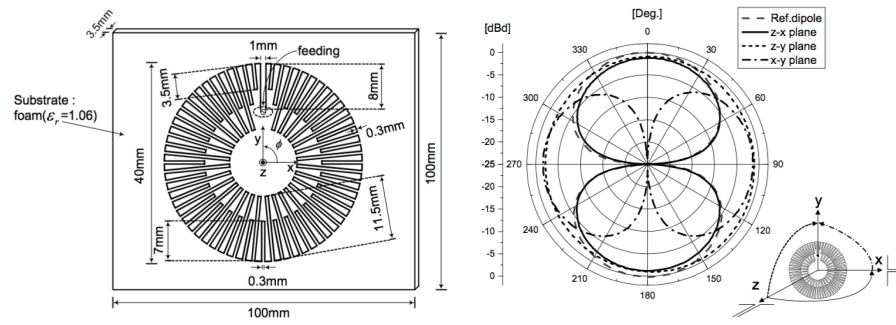 3.5mm
1mm
feeding
3.5mm
8mm
Substrate :
foam(εr =1.06)
0.3mm
40mm
y
ϕ
z
x
100mm
11.5mm
7mm
0.3mm
100mm
[dBd]
[Deg.]
Ref.dipole
z-x plane
z-y plane
x-y plane
0
-5
-10
-15
-20
-25
-20
-15
-10
-5
0
0
30
60
90
120
150
180
210
240
270
300
330
y
x
z